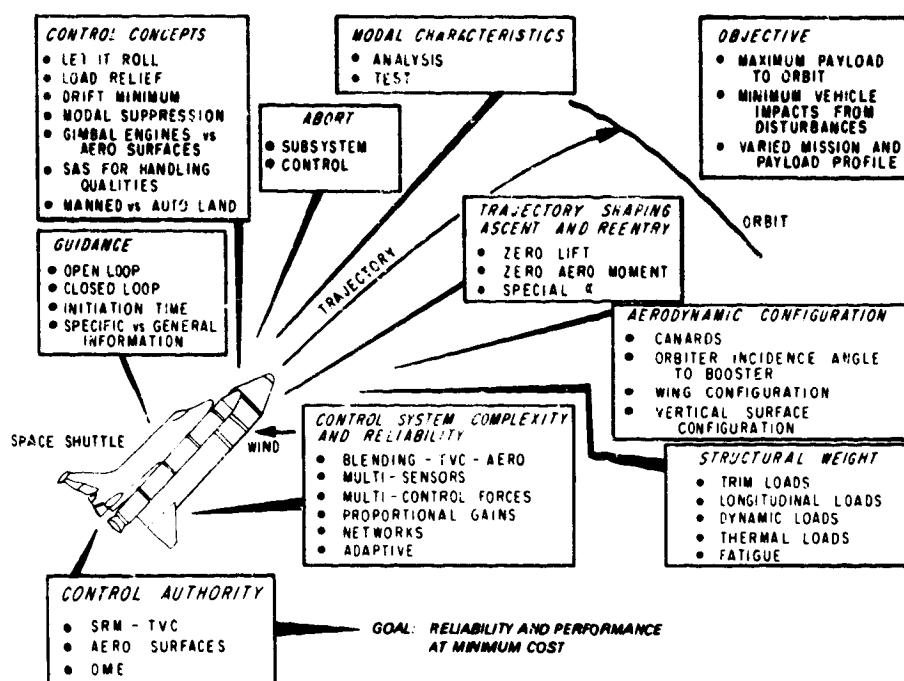 CONTROL CONCEPTS
• LET IT ROLL
• LOAD RELIEF
• DRIFT MINIMUM
• MODAL SUPPRESSION
• GIMBAL ENGINES vs
AERO SURFACES
• SAS FOR HANDLING
QUALITIES
• MANNED vs AUTO LAND
MODAL CHARACTERISTICS
• ANALYSIS
• TEST
OBJECTIVE
• MAXIMUM PAYLOAD
TO ORBIT
• MINIMUM VEHICLE
IMPACTS FROM
DISTURBANCES
• VARIED MISSION AND
PAYLOAD PROFILE
ABORT
• SUBSYSTEM
• CONTROL
GUIDANCE
• OPEN LOOP
• CLOSED LOOP
• INITIATION TIME
• SPECIFIC vs GENERAL
INFORMATION
TRAJECTORY
TRAJECTORY SHAPING
ASCENT AND REENTRY
• ZERO LIFT
• ZERO AERO MOMENT
• SPECIAL α
ORBIT
AERODYNAMIC CONFIGURATION
• CANARDS
• ORBITER INCIDENCE ANGLE
TO BOOSTER
• WING CONFIGURATION
• VERTICAL SURFACE
CONFIGURATION
SPACE SHUTTLE
WIND
CONTROL SYSTEM COMPLEXITY
AND RELIABILITY
• BLENDING - TVC - AERO
• MULTI-SENSORS
• MULTI-CONTROL FORCES
• PROPORTIONAL GAINS
• NETWORKS
• ADAPTIVE
STRUCTURAL WEIGHT
• TRIM LOADS
• LONGITUDINAL LOADS
• DYNAMIC LOADS
• THERMAL LOADS
• FATIGUE
CONTROL AUTHORITY
• SRM - TVC
• AERO SURFACES
• OME
GOAL: RELIABILITY AND PERFORMANCE
AT MINIMUM COST